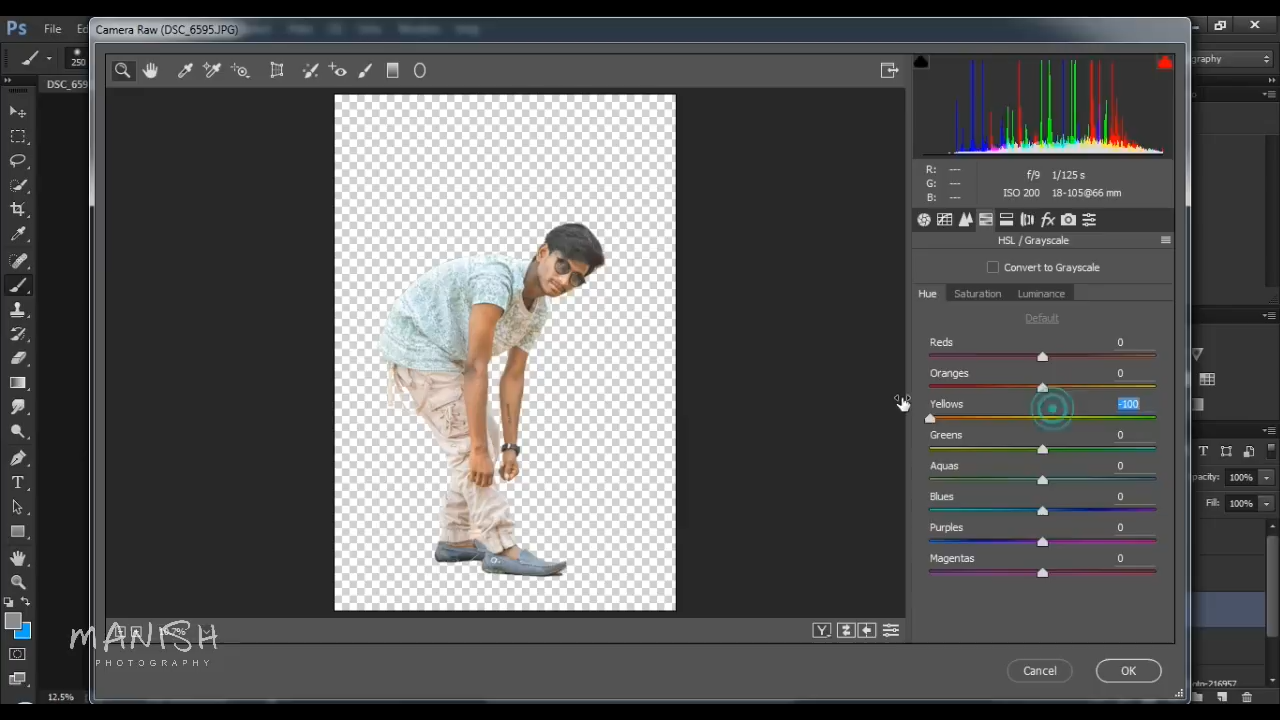 Camera Raw (DSC_6595.JPG)
Ps
File
250
graphy
DSC_659
R: ---
G: ---
B: ---
f/9 1/125 s
ISO 200 18-105@66 mm
HSL / Grayscale
Convert to Grayscale
Hue Saturation Luminance
Default
Reds 0
Oranges 0
Yellows -100
Greens 0
Aquas 0
Blues 0
Purples 0
Magentas 0
pacity: 100%
Fill: 100%
Y
MANISH
PHOTOGRAPHY
Cancel
OK
12.5%